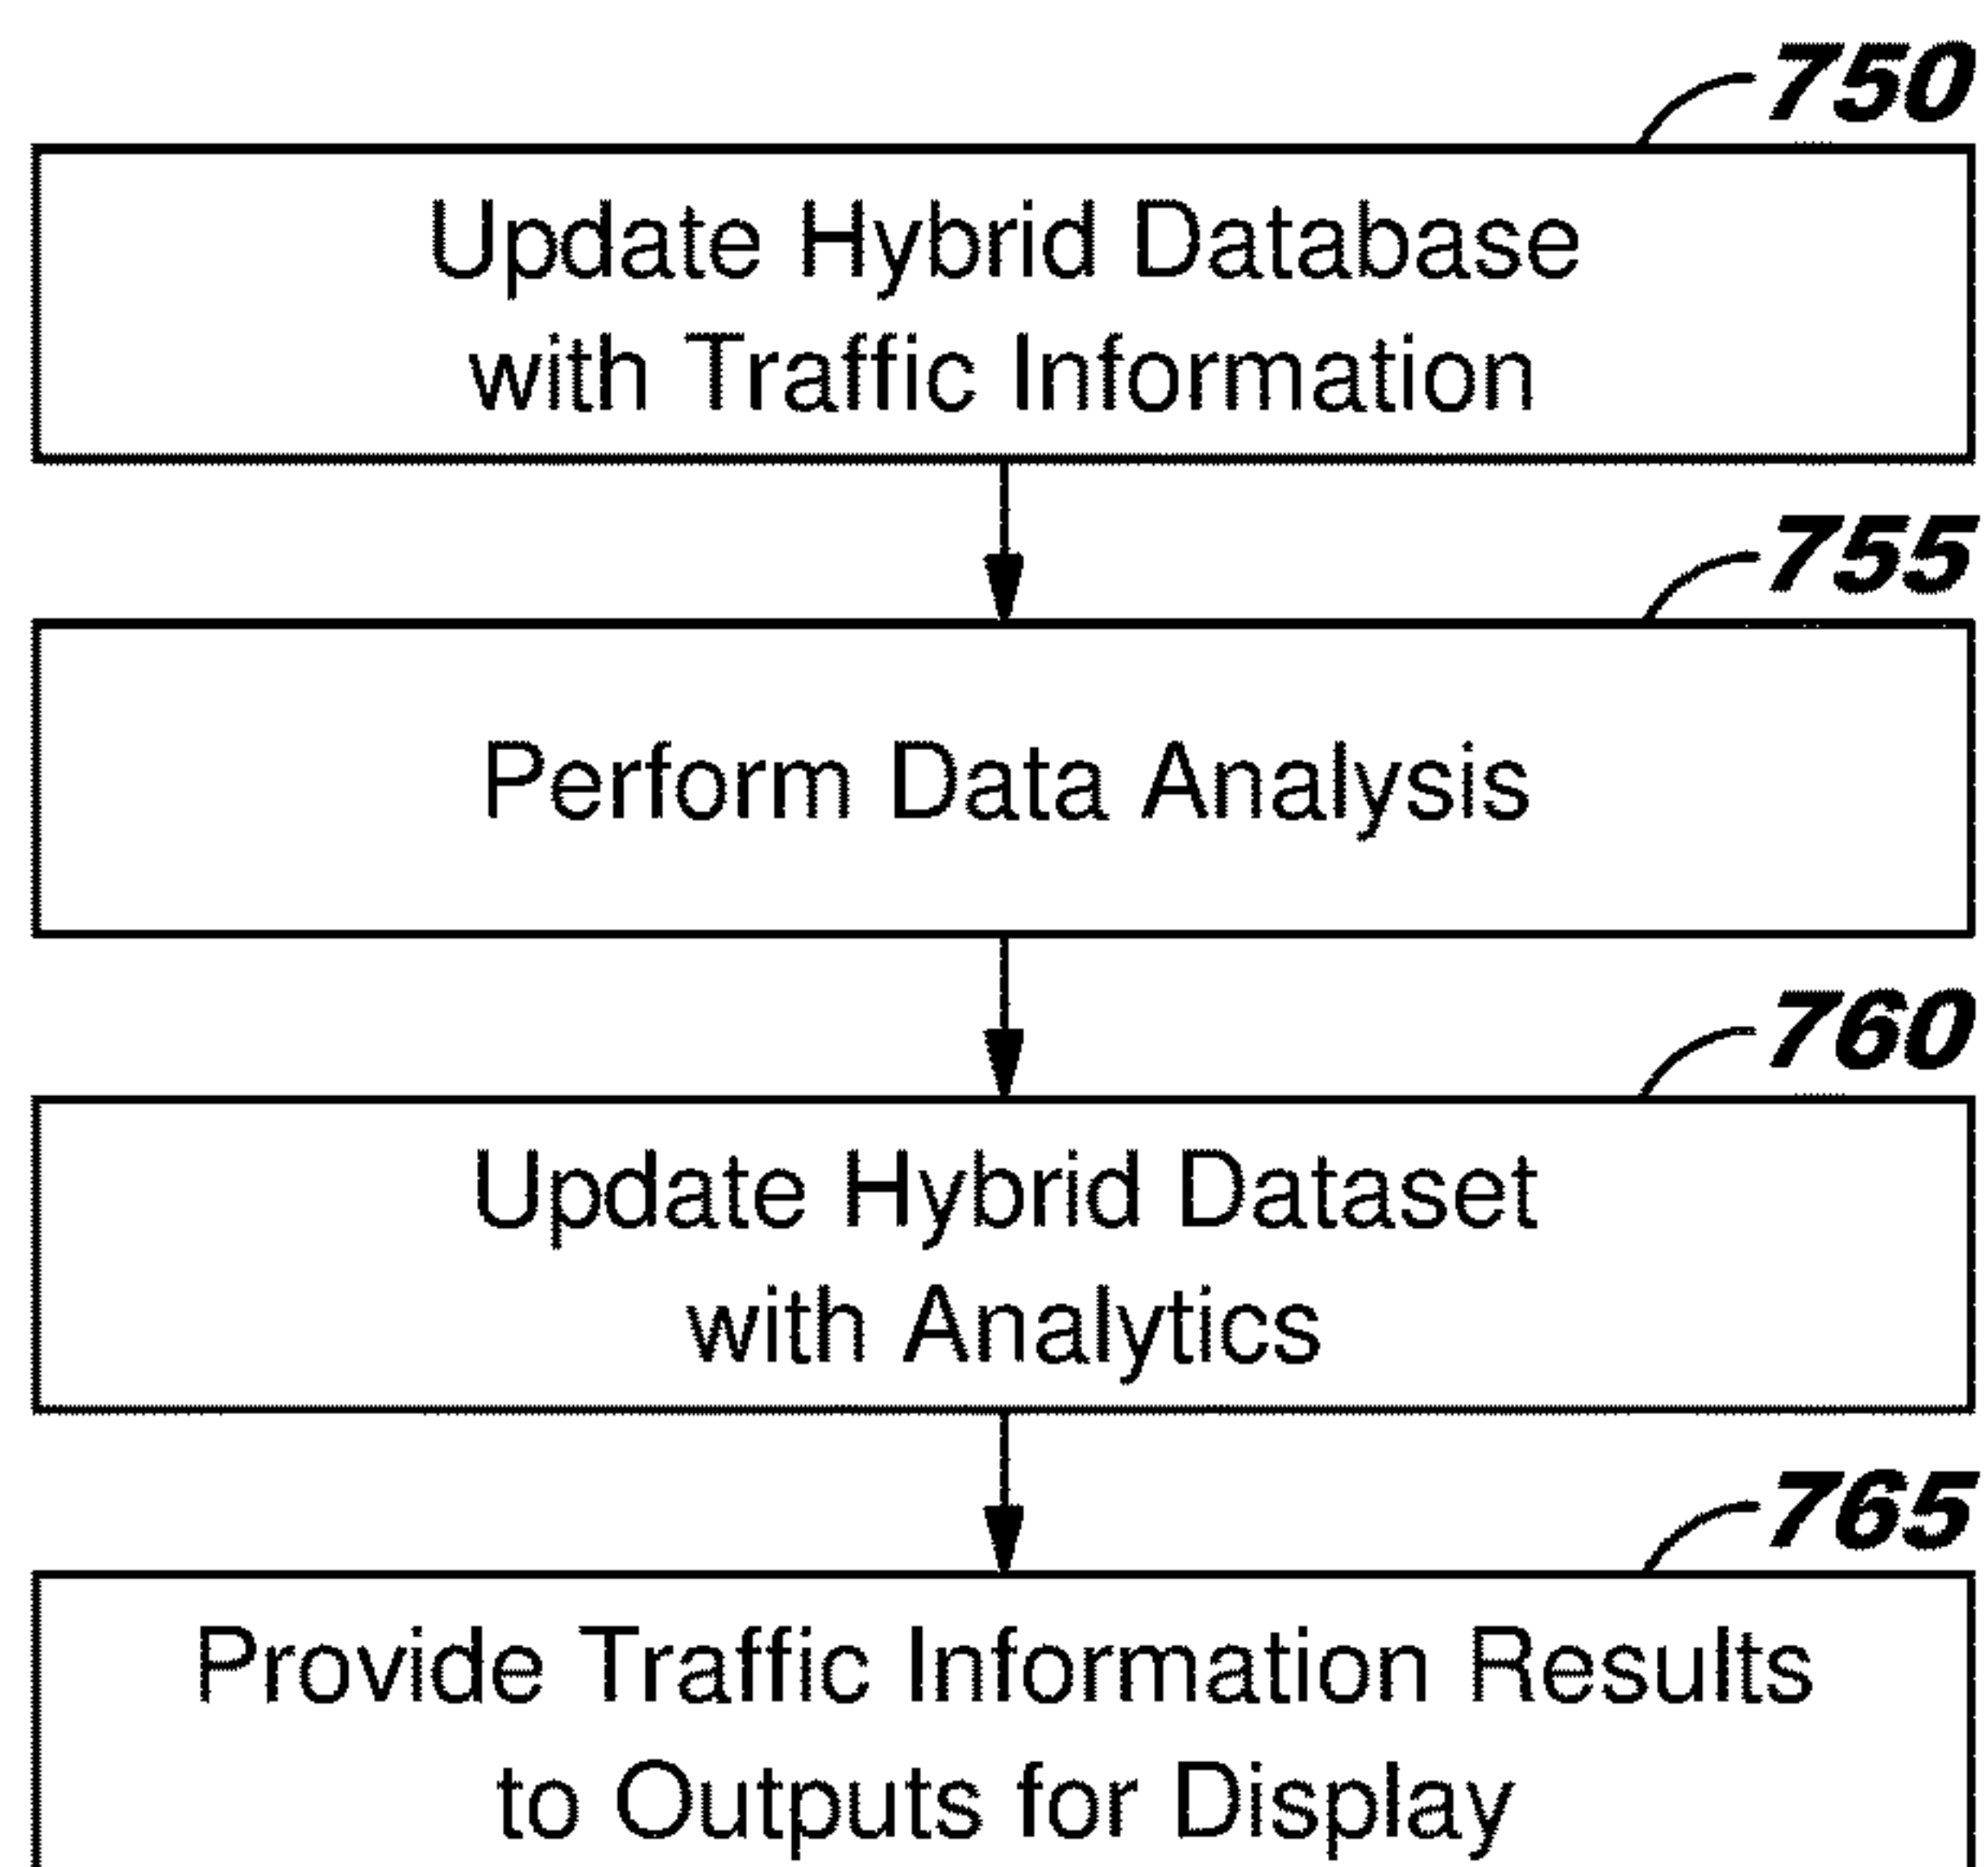 750
Update Hybrid Database
with Traffic Information
755
Perform Data Analysis
760
Update Hybrid Dataset
with Analytics
765
Provide Traffic Information Results
to Outputs for Display